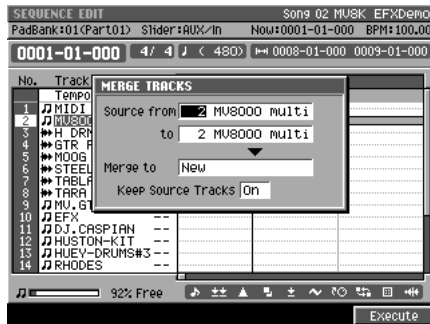 SEQUENCE EDIT Song 02 MV8K EFXDemo
PadBank:01(Part01) Slider:AUX/In Now:0001-01-000 BPM:100.00
0001-01-000 4/ 4 ♩ ( 480) 0008-01-000 0009-01-000
No. Track
Tempo
MERGE TRACKS
1 MIDI
2 MV8000
3 H DRM
4 GTR
5 MOOG
6 STEEL
7 TABLA
8 TARA
9 MV.GT
10 EFX --
11 DJ.CASPIAN --
12 HUSTON-KIT --
13 HUEY-DRUMS#3 --
14 RHODES --
Source from 2 MV8000 multi
to 2 MV8000 multi
Merge to New
Keep Source Tracks On
92% Free
Execute